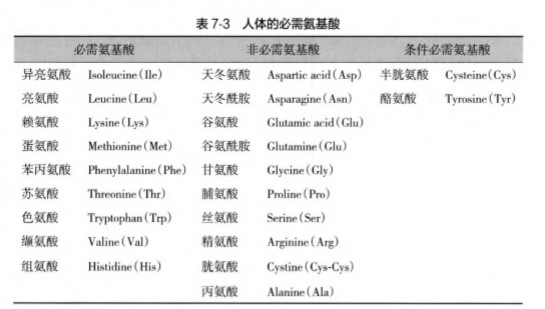 表 7-3 人体的必需氨基酸
必需氨基酸 非必需氨基酸 条件必需氨基酸
异亮氨酸 Isoleucine(Ile) 天冬氨酸 Aspartic acid(Asp) 半胱氨酸 Cysteine(Cys)
亮氨酸 Leucine(Leu) 天冬酰胺 Asparagine(Asn) 酪氨酸 Tyrosine(Tyr)
赖氨酸 Lysine(Lys) 谷氨酸 Glutamic acid(Glu)
蛋氨酸 Methionine(Met) 谷氨酰胺 Glutamine(Glu)
苯丙氨酸 Phenylalanine(Phe) 甘氨酸 Glycine(Gly)
苏氨酸 Threonine(Thr) 脯氨酸 Proline(Pro)
色氨酸 Tryptophan(Trp) 丝氨酸 Serine(Ser)
缬氨酸 Valine(Val) 精氨酸 Arginine(Arg)
组氨酸 Histidine(His) 胱氨酸 Cystine(Cys-Cys)
丙氨酸 Alanine(Ala)